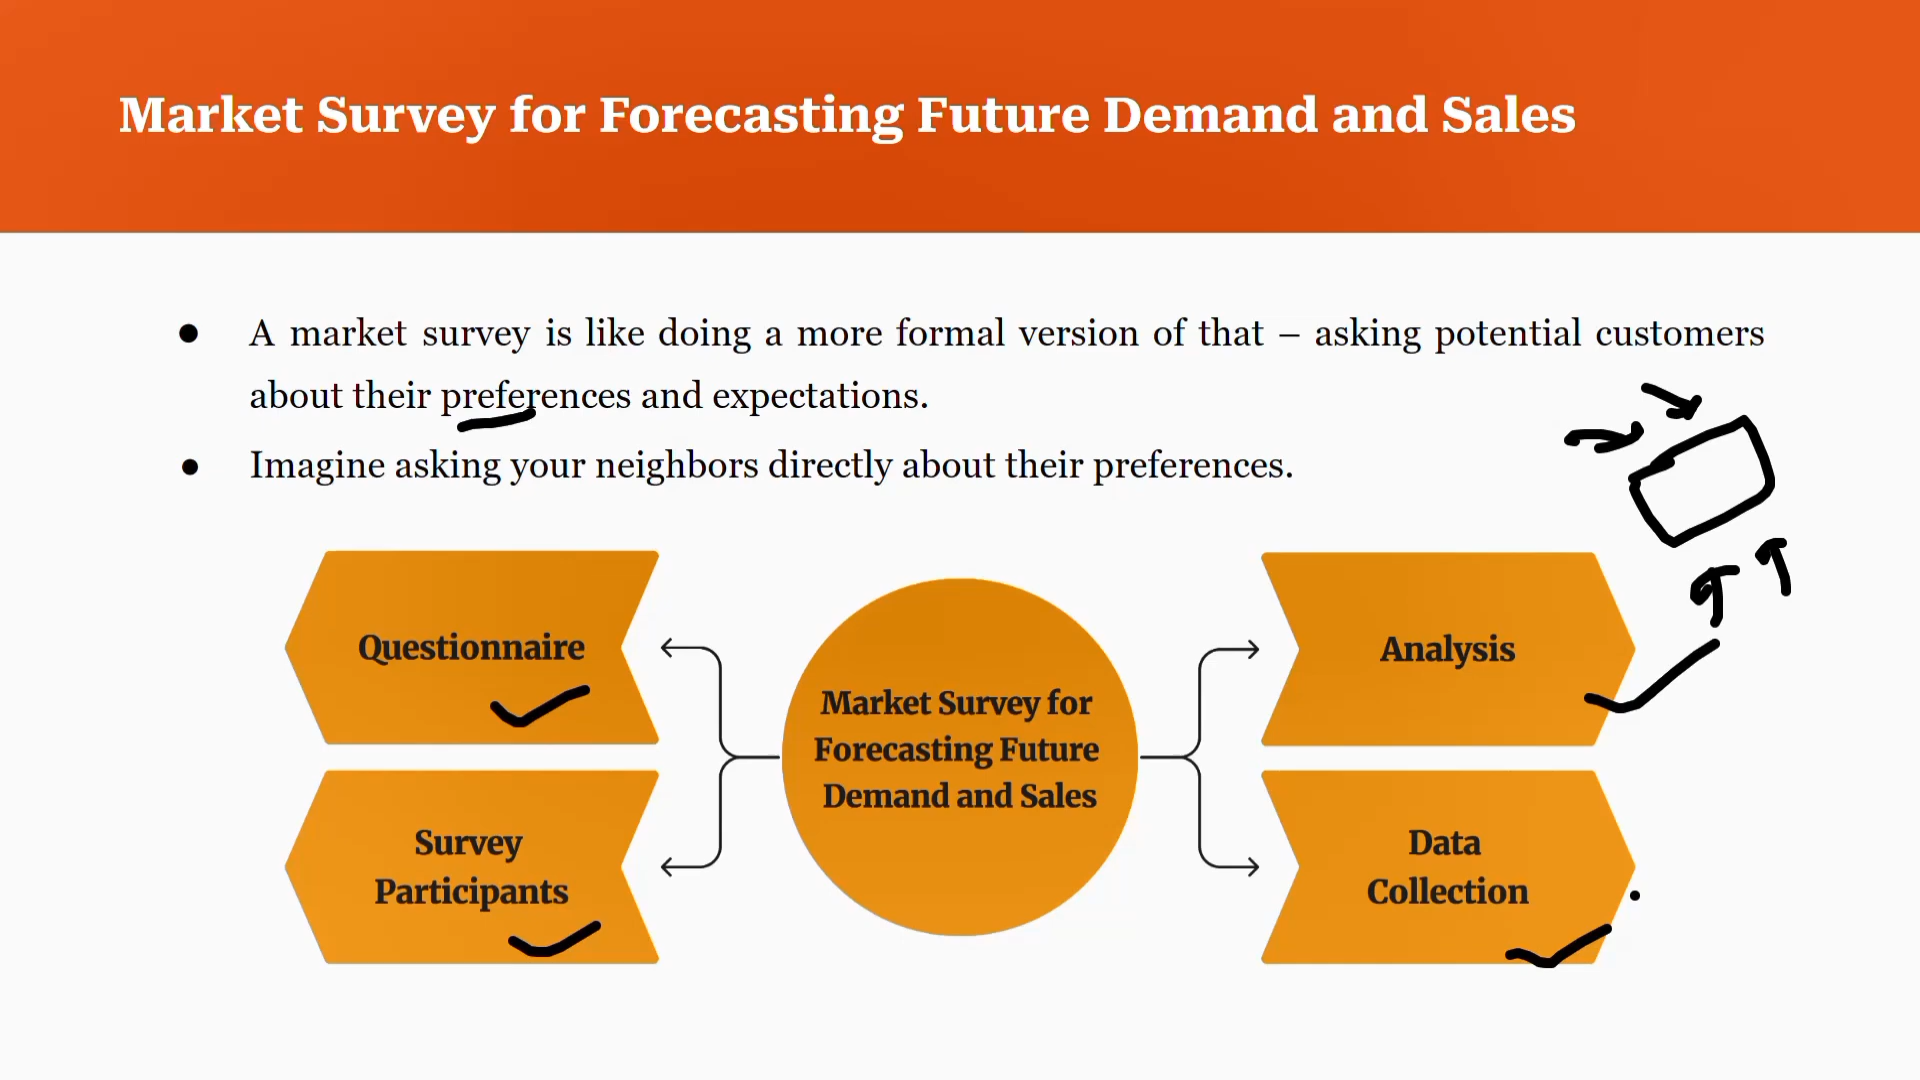 Market Survey for Forecasting Future Demand and Sales
● A market survey is like doing a more formal version of that – asking potential customers
about their preferences and expectations.
● Imagine asking your neighbors directly about their preferences.
Questionnaire
Survey
Participants
Market Survey for
Forecasting Future
Demand and Sales
Analysis
Data
Collection